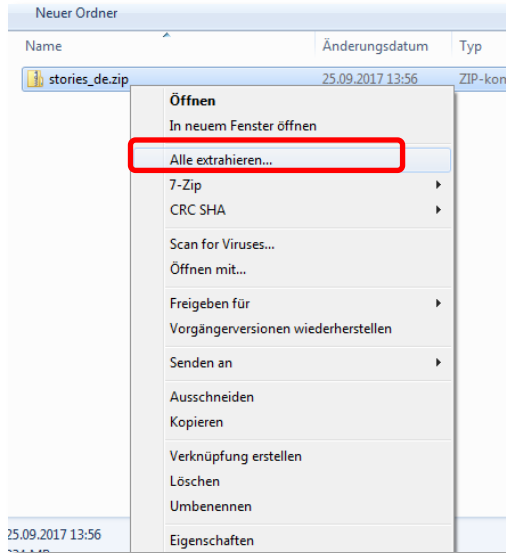 Neuer Ordner
Name Änderungsdatum Typ
stories_de.zip 25.09.2017 13:56
Öffnen
In neuem Fenster öffnen
Alle extrahieren...
7-Zip
CRC SHA
Scan for Viruses...
Öffnen mit...
Freigeben für
Vorgängerversionen wiederherstellen
Senden an
Ausschneiden
Kopieren
Verknüpfung erstellen
Löschen
Umbenennen
25.09.2017 13:56
Eigenschaften